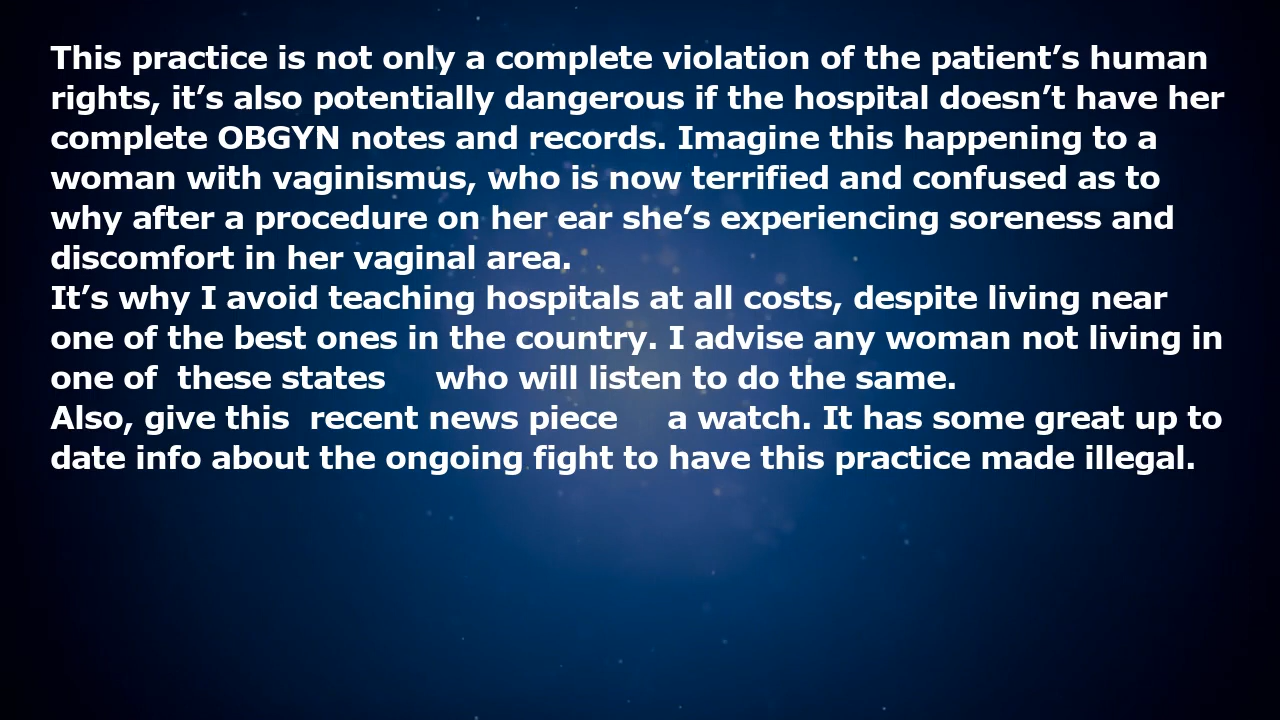 This practice is not only a complete violation of the patient’s human
rights, it’s also potentially dangerous if the hospital doesn’t have her
complete OBGYN notes and records. Imagine this happening to a
woman with vaginismus, who is now terrified and confused as to
why after a procedure on her ear she’s experiencing soreness and
discomfort in her vaginal area.
It’s why I avoid teaching hospitals at all costs, despite living near
one of the best ones in the country. I advise any woman not living in
one of  these states     who will listen to do the same.
Also, give this  recent news piece     a watch. It has some great up to
date info about the ongoing fight to have this practice made illegal.